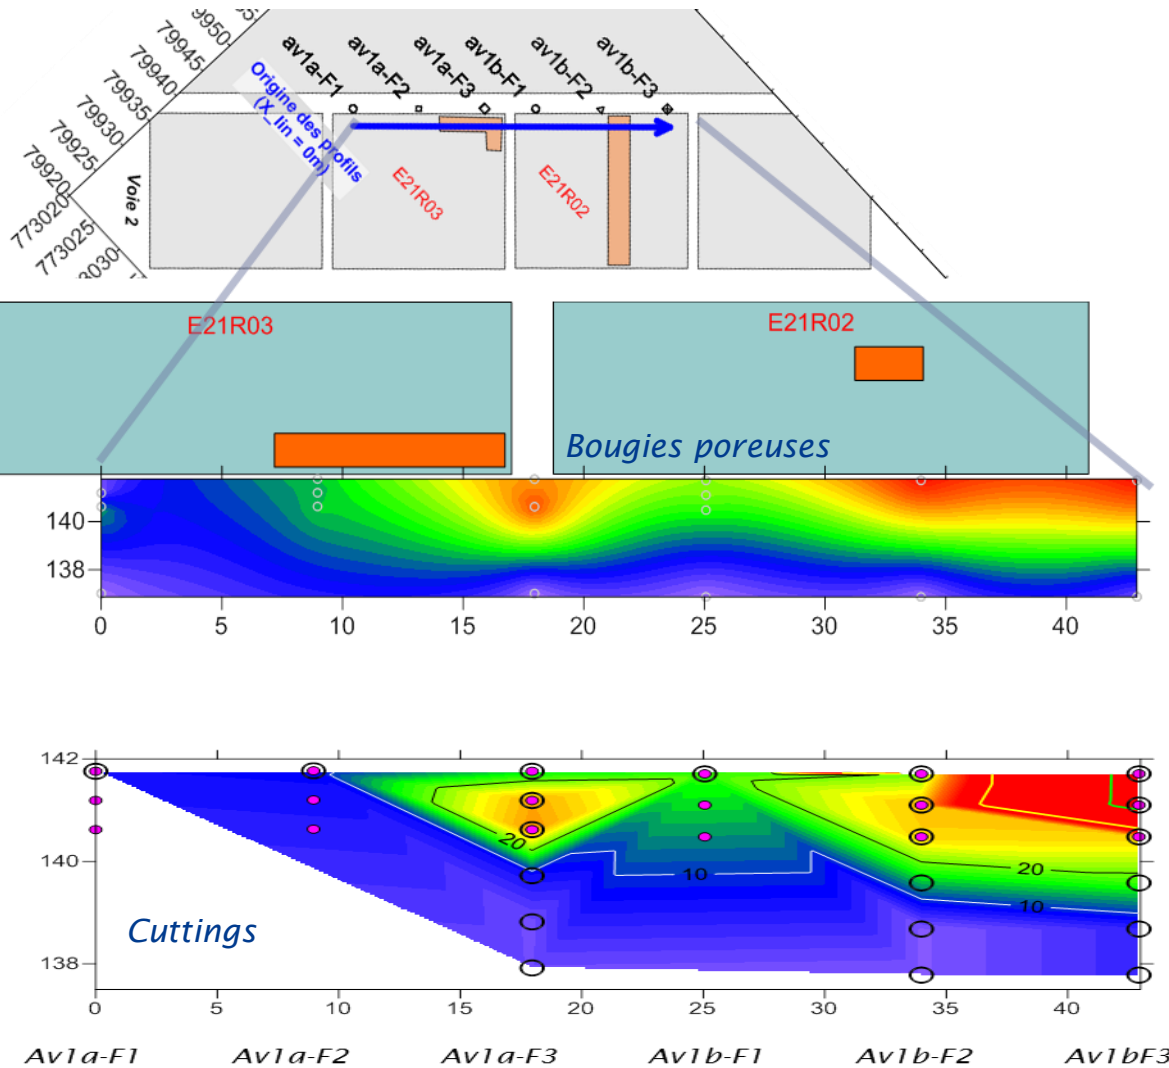 79950
79945
79940
79935
79930
79925
79920
773020
773025
av1a-F1
av1a-F2
av1a-F3
av1b-F1
av1b-F2
av1b-F3
Origine des profils
(X_lin = 0m)
Voie 2
E21R03
E21R02
E21R03
E21R02
Bougies poreuses
140
138
0 5 10 15 20 25 30 35 40
142
140
138
20
10
20
10
Cuttings
0 5 10 15 20 25 30 35 40
Av1a-F1 Av1a-F2 Av1a-F3 Av1b-F1 Av1b-F2 Av1bF3